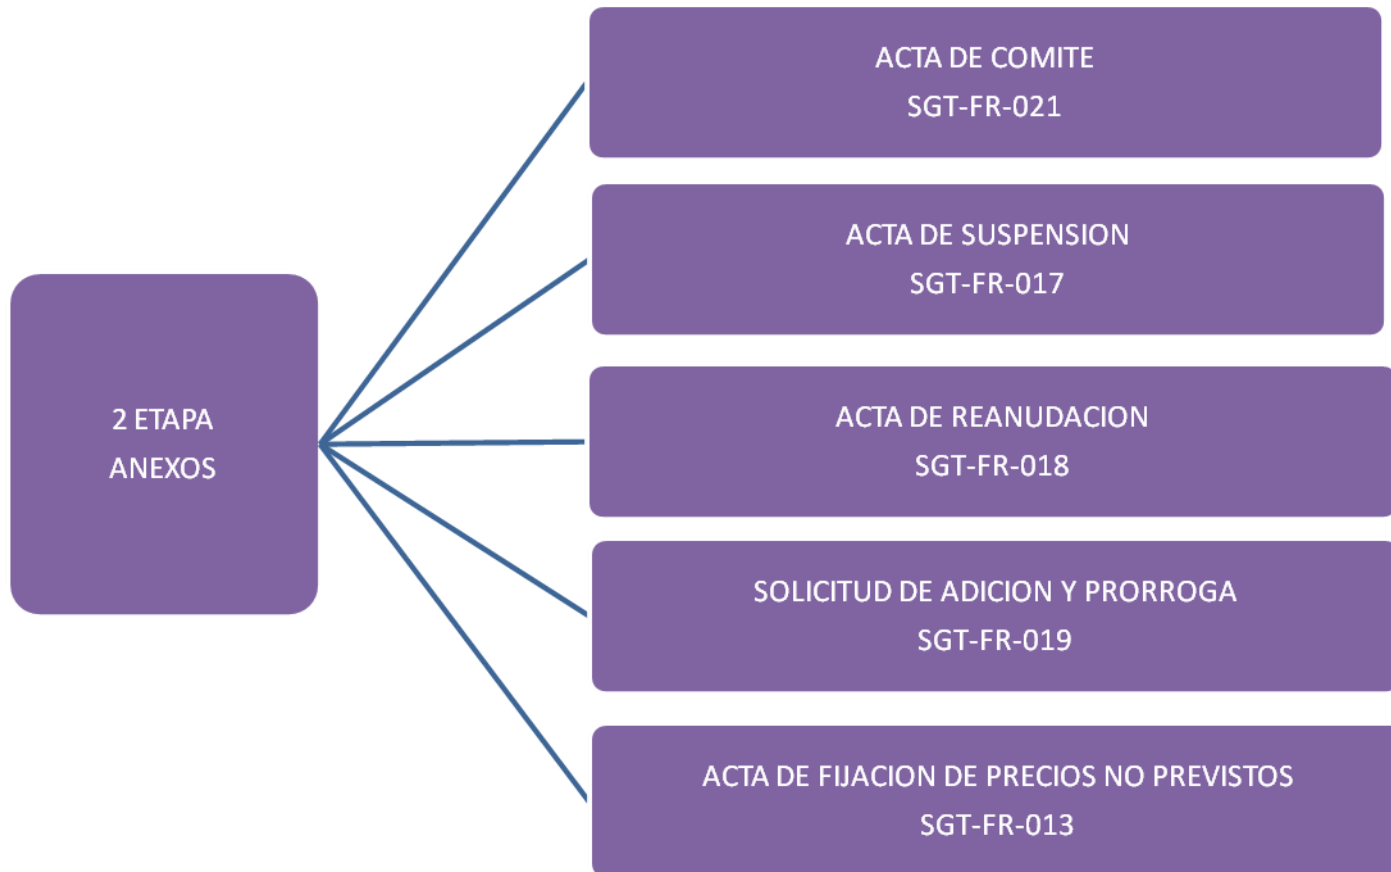 2 ETAPA
ANEXOS
ACTA DE COMITE
SGT-FR-021
ACTA DE SUSPENSION
SGT-FR-017
ACTA DE REANUDACION
SGT-FR-018
SOLICITUD DE ADICION Y PRORROGA
SGT-FR-019
ACTA DE FIJACION DE PRECIOS NO PREVISTOS
SGT-FR-013